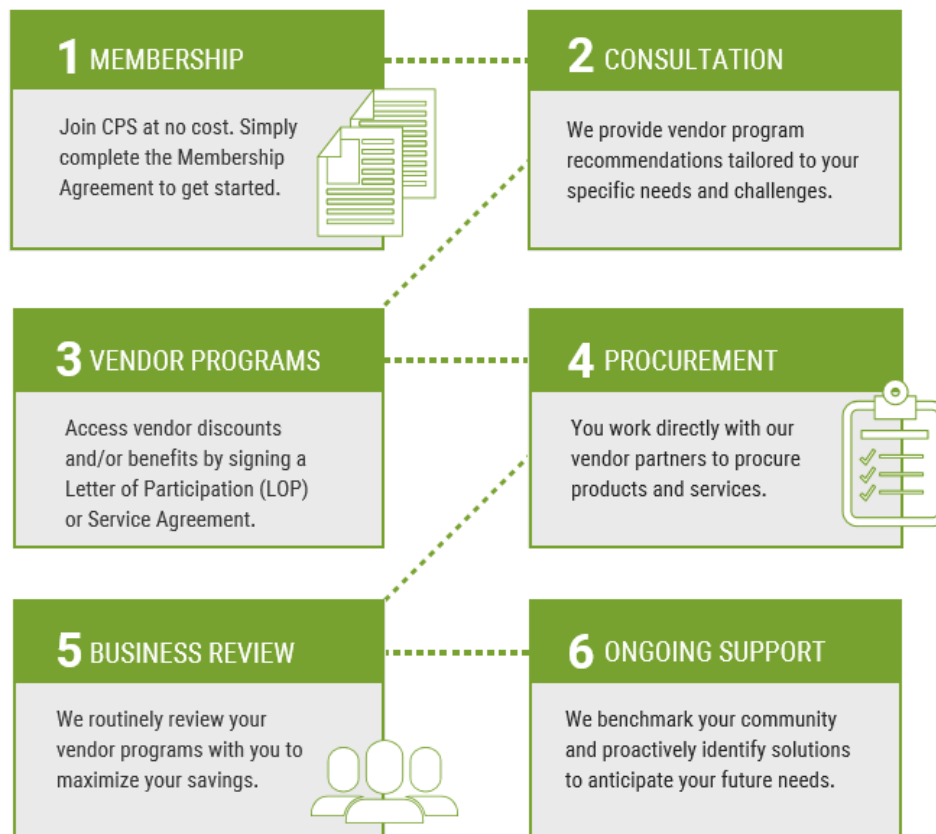 1 MEMBERSHIP
Join CPS at no cost. Simply
complete the Membership
Agreement to get started.
2 CONSULTATION
We provide vendor program
recommendations tailored to your
specific needs and challenges.
3 VENDOR PROGRAMS
Access vendor discounts
and/or benefits by signing a
Letter of Participation (LOP)
or Service Agreement.
4 PROCUREMENT
You work directly with our
vendor partners to procure
products and services.
5 BUSINESS REVIEW
We routinely review your
vendor programs with you to
maximize your savings.
6 ONGOING SUPPORT
We benchmark your community
and proactively identify solutions
to anticipate your future needs.